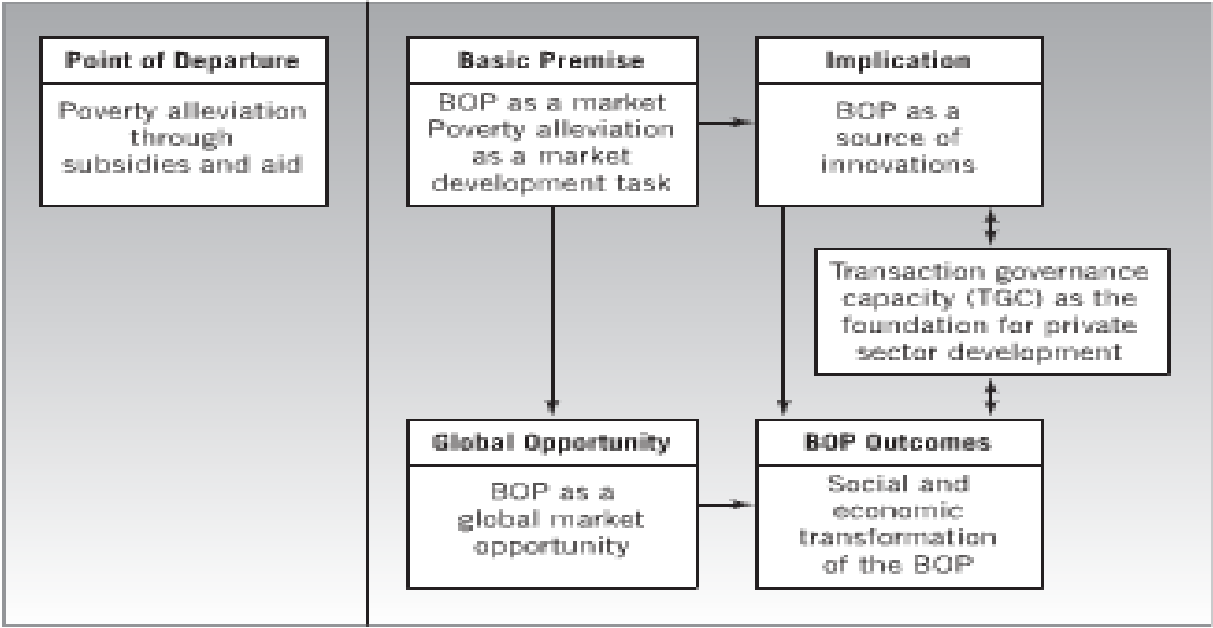 Point of Departure
Poverty alleviation
through
subsidies and aid
Basic Premise
BOP as a market
Poverty alleviation
as a market
development task
Implication
BOP as a
source of
innovations
Transaction governance
capacity (TGC) as the
foundation for private
sector development
Global Opportunity
BOP as a
global market
opportunity
BOP Outcomes
Social and
economic
transformation
of the BOP